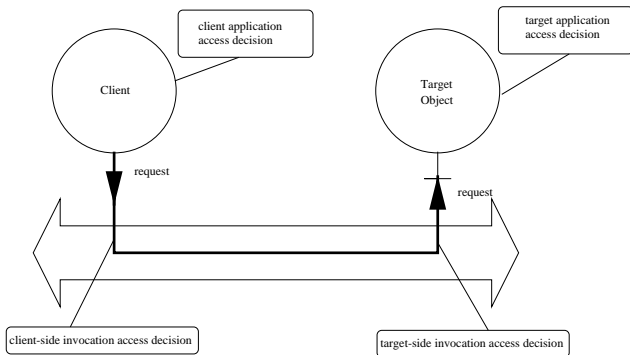 client application
access decision
target application
access decision
Client
Target
Object
request
request
client-side invocation access decision
target-side invocation access decision